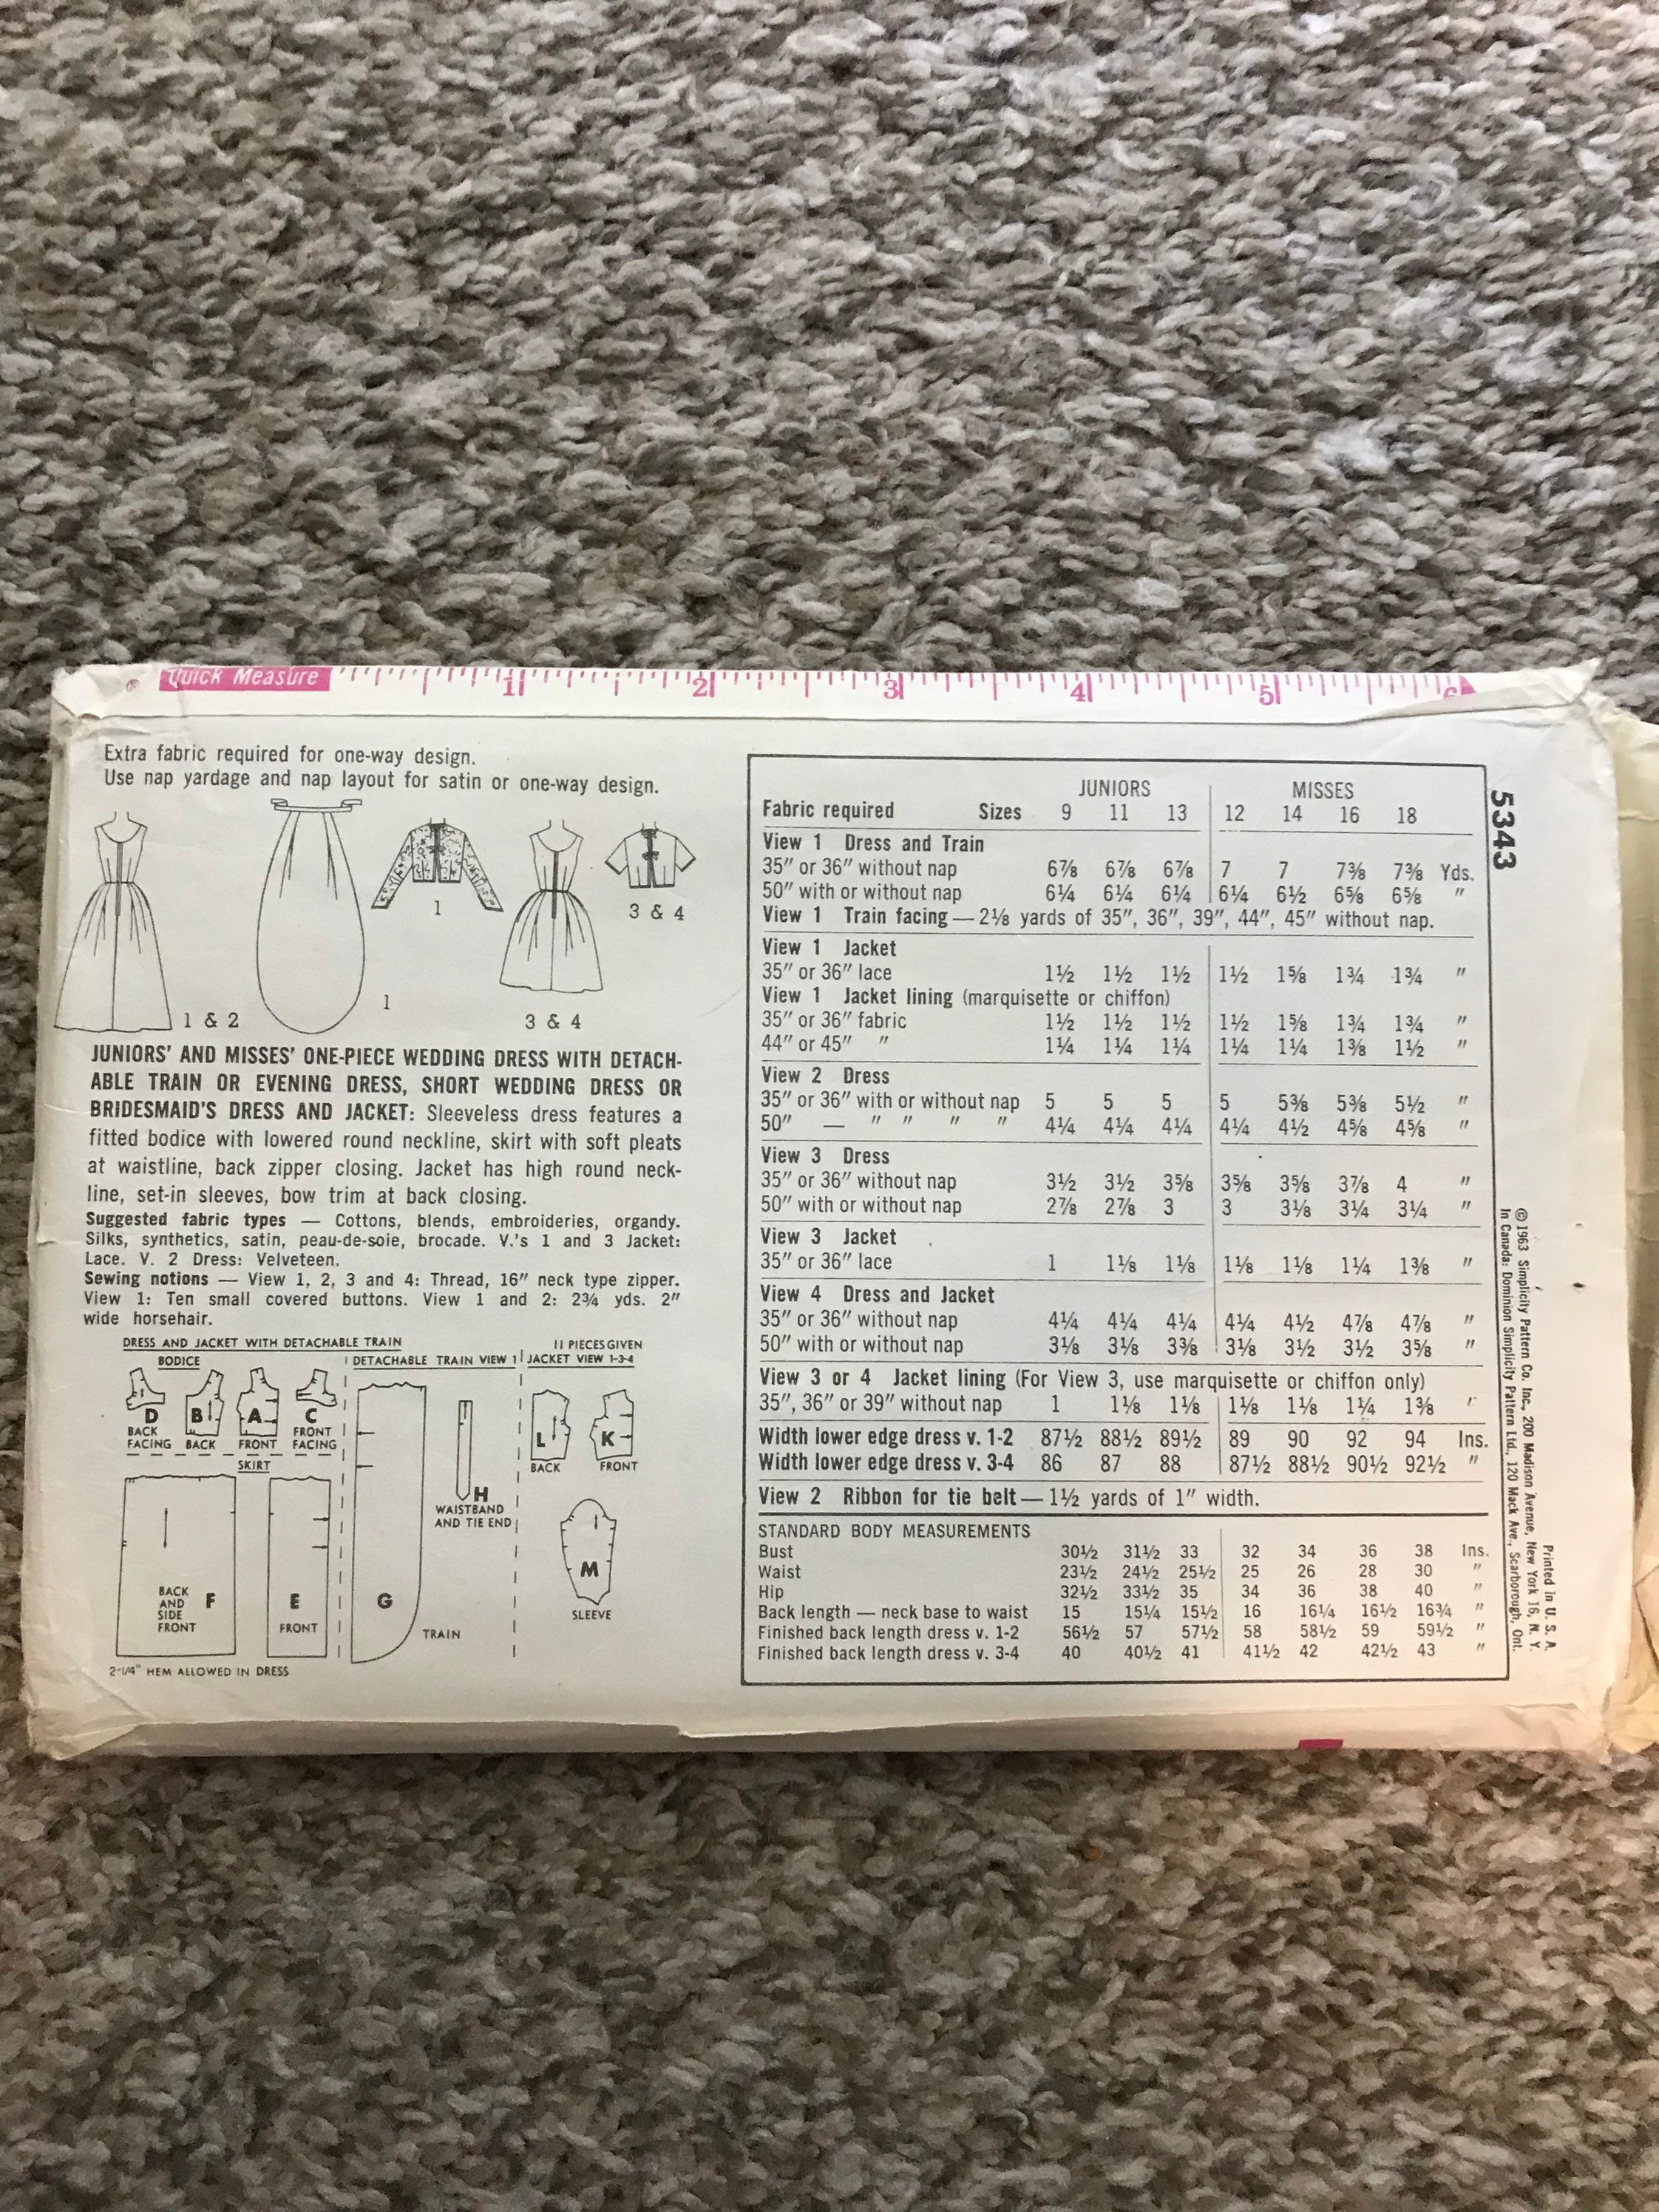 Quick Measure 1 2 3 4 5 6
Extra fabric required for one-way design.
Use nap yardage and nap layout for satin or one-way design.
1 & 2
1
1
3 & 4
3 & 4
JUNIORS' AND MISSES' ONE-PIECE WEDDING DRESS WITH DETACH-
ABLE TRAIN OR EVENING DRESS, SHORT WEDDING DRESS OR
BRIDESMAID'S DRESS AND JACKET: Sleeveless dress features a
fitted bodice with lowered round neckline, skirt with soft pleats
at waistline, back zipper closing. Jacket has high round neck-
line, set-in sleeves, bow trim at back closing.
Suggested fabric types — Cottons, blends, embroideries, organdy.
Silks, synthetics, satin, peau-de-soie, brocade. V.'s 1 and 3 Jacket:
Lace. V. 2 Dress: Velveteen.
Sewing notions — View 1, 2, 3 and 4: Thread, 16" neck type zipper.
View 1: Ten small covered buttons. View 1 and 2: 2¾ yds. 2"
wide horsehair.
DRESS AND JACKET WITH DETACHABLE TRAIN 11 PIECES GIVEN
BODICE DETACHABLE TRAIN VIEW 1 JACKET VIEW 1-3-4
D B A C
BACK FACING BACK FRONT FRONT FACING
SKIRT
BACK AND SIDE FRONT F
E FRONT
G TRAIN
H WAISTBAND AND TIE END
L BACK
K FRONT
M SLEEVE
2-1/4" HEM ALLOWED IN DRESS
JUNIORS MISSES
Fabric required Sizes 9 11 13 12 14 16 18
View 1 Dress and Train
35" or 36" without nap 6⅞ 6⅞ 6⅞ 7 7 7⅜ 7⅜ Yds.
50" with or without nap 6¼ 6¼ 6¼ 6¼ 6½ 6⅝ 6⅝ "
View 1 Train facing — 2⅛ yards of 35", 36", 39", 44", 45" without nap.
View 1 Jacket
35" or 36" lace 1½ 1½ 1½ 1½ 1⅝ 1¾ 1¾ "
View 1 Jacket lining (marquisette or chiffon)
35" or 36" fabric 1½ 1½ 1½ 1½ 1⅝ 1¾ 1¾ "
44" or 45" " 1¼ 1¼ 1¼ 1¼ 1¼ 1⅜ 1½ "
View 2 Dress
35" or 36" with or without nap 5 5 5 5 5⅜ 5⅜ 5½ "
50" — " " " " 4¼ 4¼ 4¼ 4¼ 4½ 4⅝ 4⅝ "
View 3 Dress
35" or 36" without nap 3½ 3½ 3⅝ 3⅝ 3⅝ 3⅞ 4 "
50" with or without nap 2⅞ 2⅞ 3 3 3⅛ 3¼ 3¼ "
View 3 Jacket
35" or 36" lace 1 1⅛ 1⅛ 1⅛ 1⅛ 1¼ 1⅜ "
View 4 Dress and Jacket
35" or 36" without nap 4¼ 4¼ 4¼ 4¼ 4½ 4⅞ 4⅞ "
50" with or without nap 3⅛ 3⅛ 3⅜ 3⅛ 3½ 3½ 3⅝ "
View 3 or 4 Jacket lining (For View 3, use marquisette or chiffon only)
35", 36" or 39" without nap 1 1⅛ 1⅛ 1⅛ 1⅛ 1¼ 1⅜ "
Width lower edge dress v. 1-2 87½ 88½ 89½ 89 90 92 94 Ins.
Width lower edge dress v. 3-4 86 87 88 87½ 88½ 90½ 92½ "
View 2 Ribbon for tie belt — 1½ yards of 1" width.
STANDARD BODY MEASUREMENTS
Bust 30½ 31½ 33 32 34 36 38 Ins.
Waist 23½ 24½ 25½ 25 26 28 30 "
Hip 32½ 33½ 35 34 36 38 40 "
Back length — neck base to waist 15 15¼ 15½ 16 16¼ 16½ 16¾ "
Finished back length dress v. 1-2 56½ 57 57½ 58 58½ 59 59½ "
Finished back length dress v. 3-4 40 40½ 41 41½ 42 42½ 43 "
5343
© 1963 Simplicity Pattern Co. Inc., 200 Madison Avenue, New York 16, N. Y.
In Canada: Dominion Simplicity Pattern Ltd., 120 Mack Ave., Scarborough, Ont.
Printed in U. S. A.